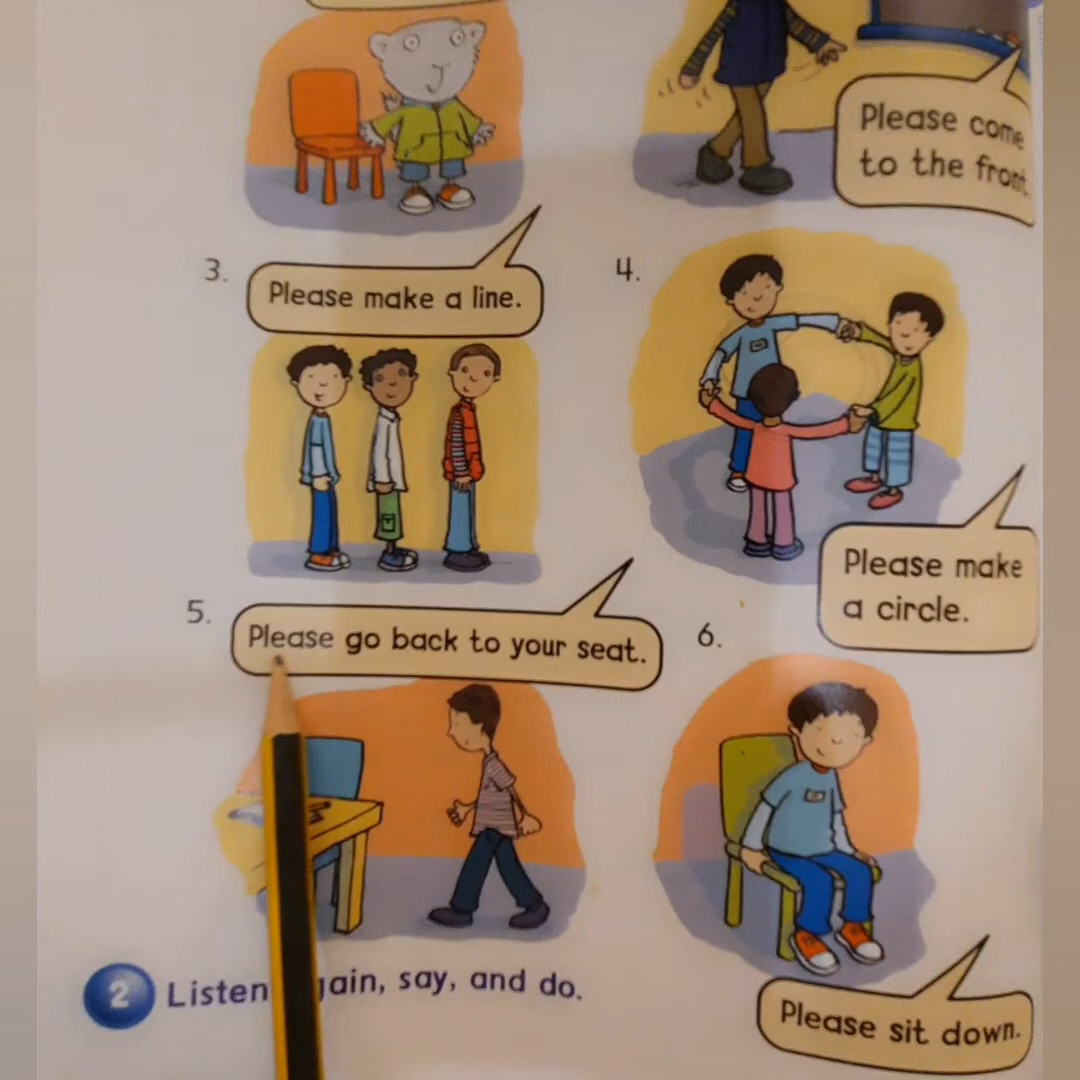 Please come
to the front.
3.
Please make a line.
4.
Please make
a circle.
5.
Please go back to your seat.
6.
Please sit down.
2 Listen again, say, and do.